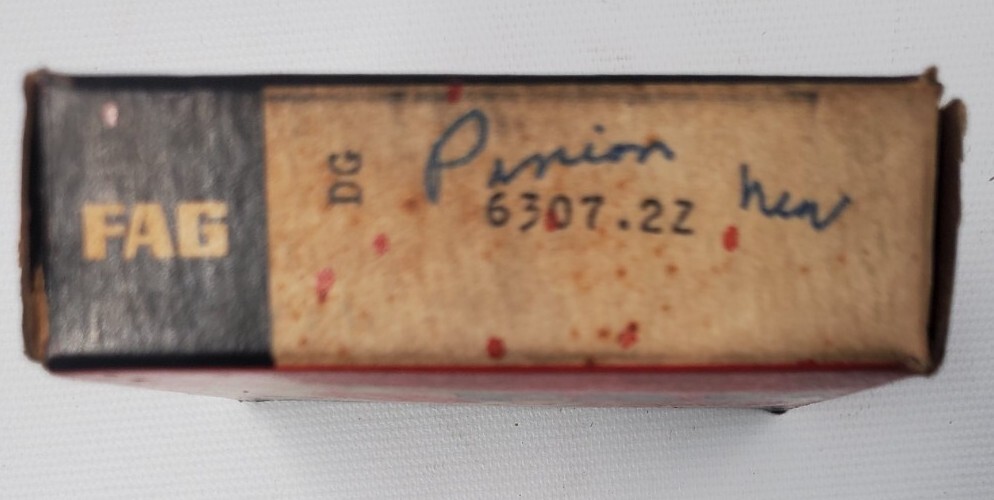 FAG
DG
Pinion
6307.2Z
New